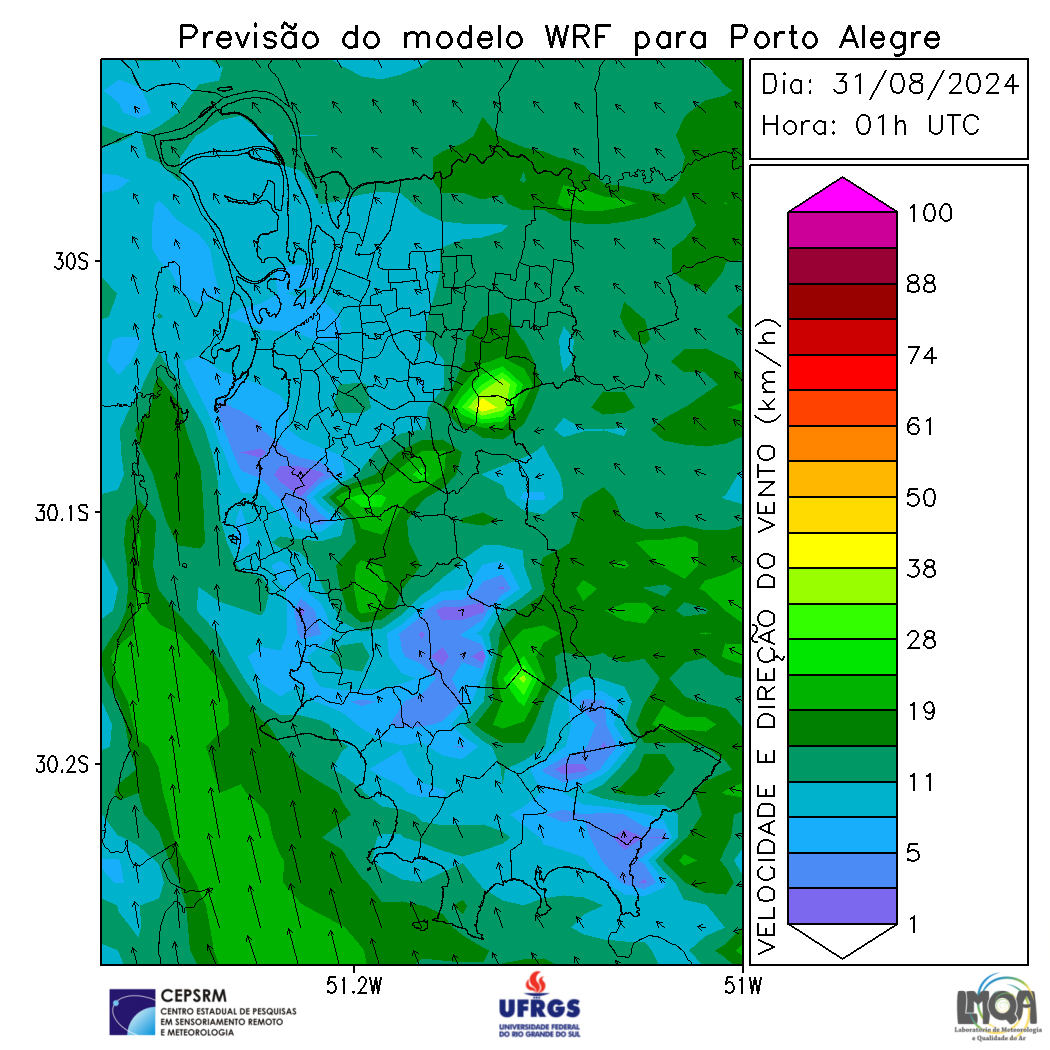 Previsão do modelo WRF para Porto Alegre
Dia: 31/08/2024
Hora: 01h UTC
30S
30.1S
30.2S
51.2W
51W
VELOCIDADE E DIREÇÃO DO VENTO (km/h)
100
88
74
61
50
38
28
19
11
5
1
CEPSRM
CENTRO ESTADUAL DE PESQUISAS
EM SENSORIAMENTO REMOTO
E METEOROLOGIA
UFRGS
UNIVERSIDADE FEDERAL
DO RIO GRANDE DO SUL
LMQA
Laboratório de Meteorologia
e Qualidade do Ar